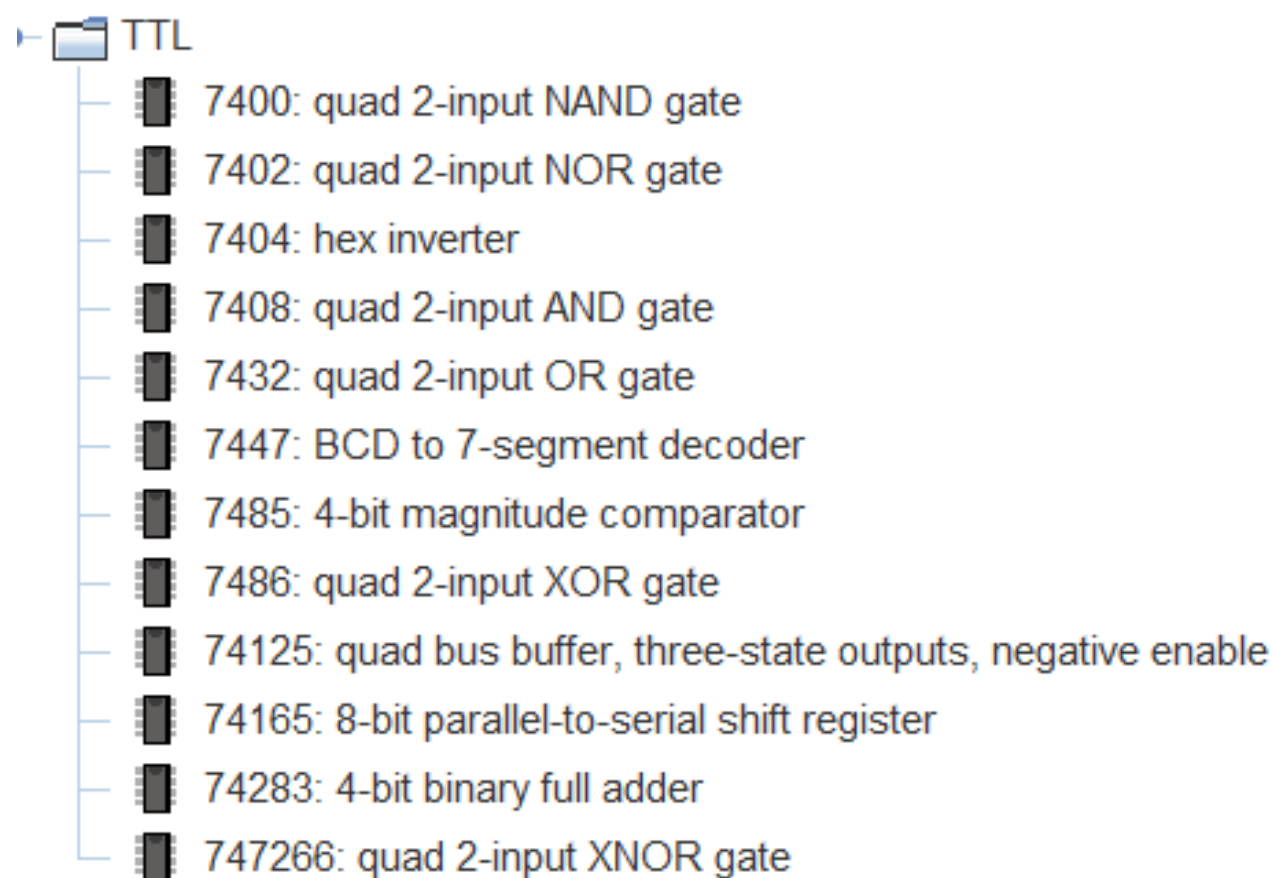 TTL
7400: quad 2-input NAND gate
7402: quad 2-input NOR gate
7404: hex inverter
7408: quad 2-input AND gate
7432: quad 2-input OR gate
7447: BCD to 7-segment decoder
7485: 4-bit magnitude comparator
7486: quad 2-input XOR gate
74125: quad bus buffer, three-state outputs, negative enable
74165: 8-bit parallel-to-serial shift register
74283: 4-bit binary full adder
747266: quad 2-input XNOR gate